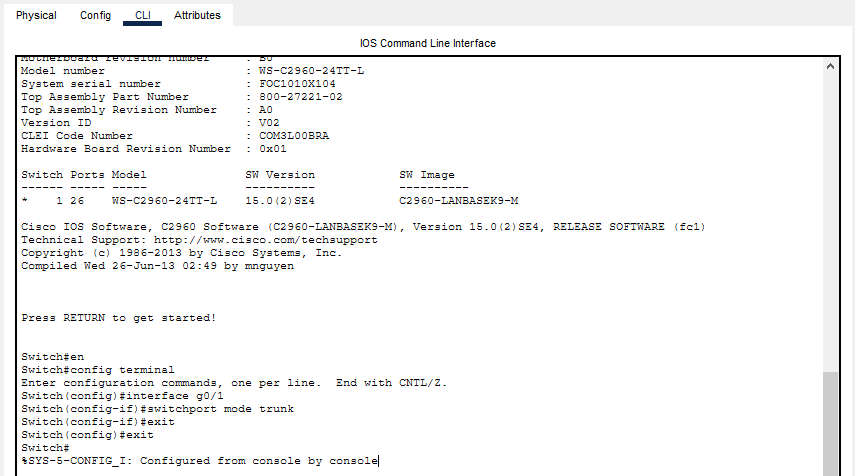 Physical Config CLI Attributes
IOS Command Line Interface
Motherboard revision number : B0
Model number : WS-C2960-24TT-L
System serial number : FOC1010X104
Top Assembly Part Number : 800-27221-02
Top Assembly Revision Number : A0
Version ID : V02
CLEI Code Number : COM3L00BRA
Hardware Board Revision Number : 0x01
Switch Ports Model SW Version SW Image
------ ----- ----- ---------- ----------
* 1 26 WS-C2960-24TT-L 15.0(2)SE4 C2960-LANBASEK9-M
Cisco IOS Software, C2960 Software (C2960-LANBASEK9-M), Version 15.0(2)SE4, RELEASE SOFTWARE (fc1)
Technical Support: http://www.cisco.com/techsupport
Copyright (c) 1986-2013 by Cisco Systems, Inc.
Compiled Wed 26-Jun-13 02:49 by mnguyen
Press RETURN to get started!
Switch#en
Switch#config terminal
Enter configuration commands, one per line. End with CNTL/Z.
Switch(config)#interface g0/1
Switch(config-if)#switchport mode trunk
Switch(config-if)#exit
Switch(config)#exit
Switch#
%SYS-5-CONFIG_I: Configured from console by console